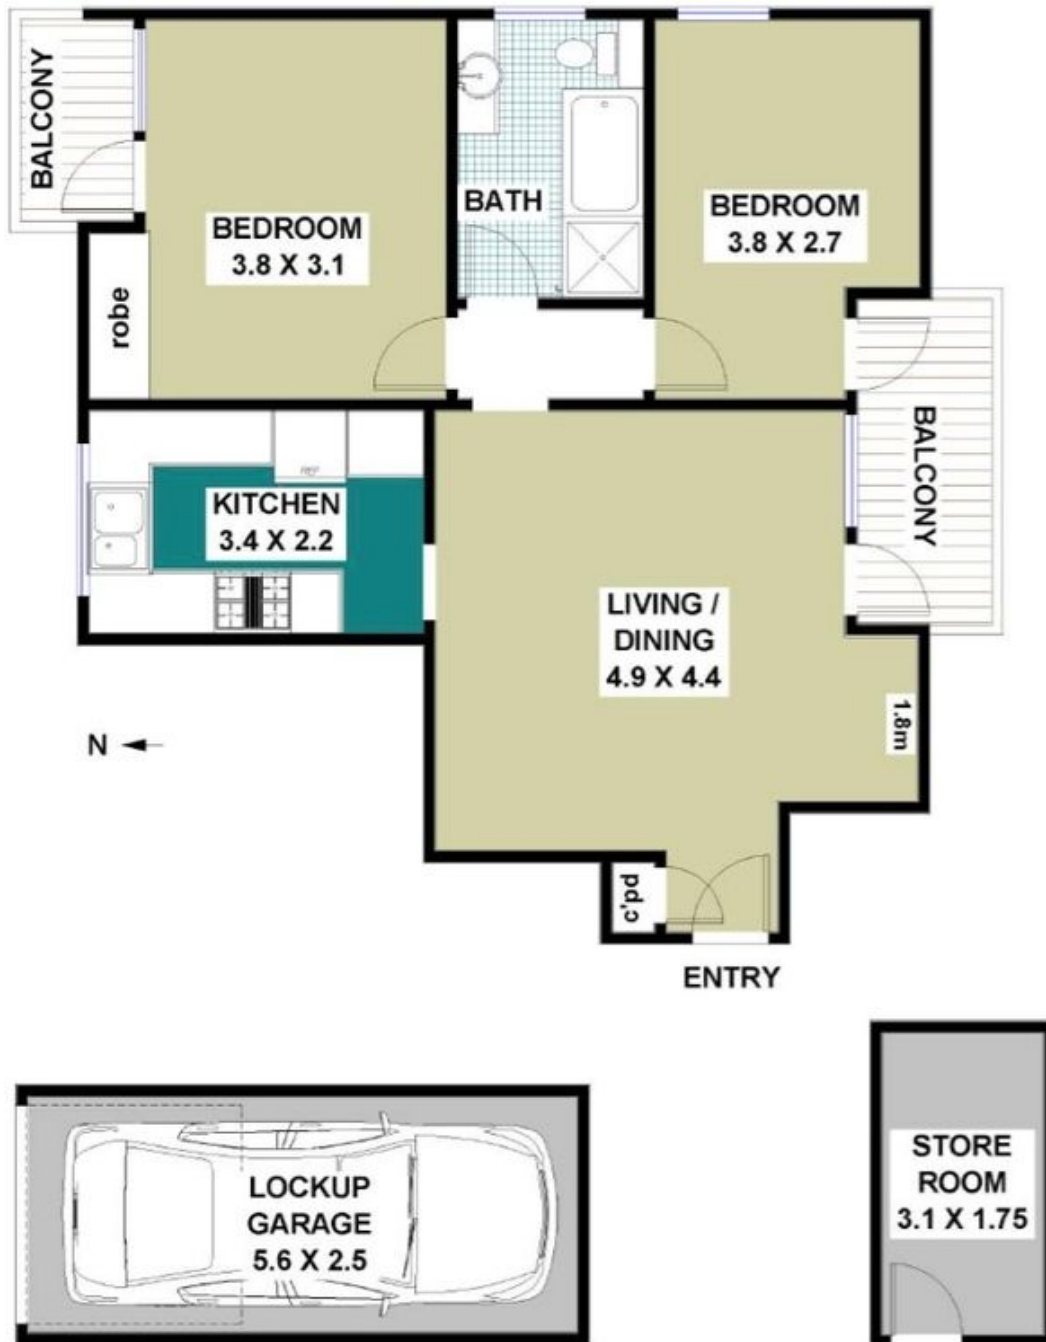 BALCONY
BEDROOM
3.8 X 3.1
BATH
BEDROOM
3.8 X 2.7
robe
BALCONY
REF
KITCHEN
3.4 X 2.2
LIVING /
DINING
4.9 X 4.4
1.8m
N
c'pd
ENTRY
LOCKUP
GARAGE
5.6 X 2.5
STORE
ROOM
3.1 X 1.75